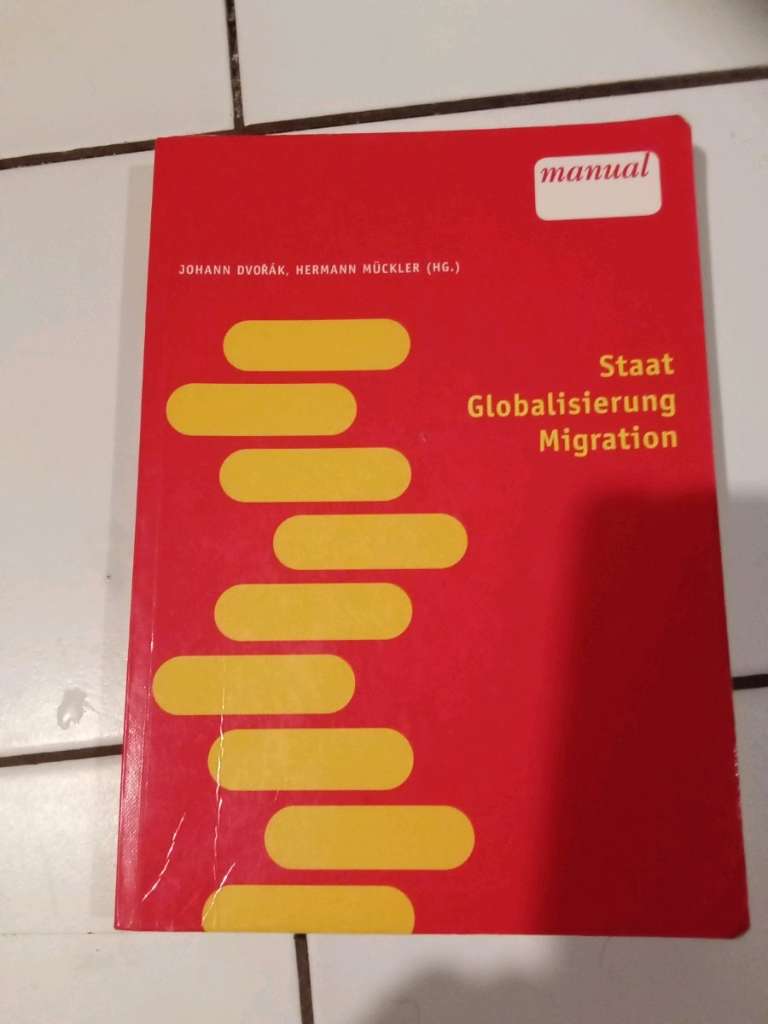 manual
JOHANN DVOŘÁK, HERMANN MÜCKLER (HG.)
Staat
Globalisierung
Migration